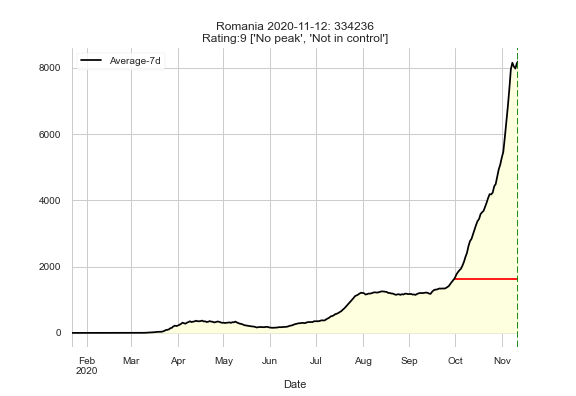 Romania 2020-11-12: 334236
Rating:9 ['No peak', 'Not in control']
Average-7d
8000
6000
4000
2000
0
Feb Mar Apr May Jun Jul Aug Sep Oct Nov
2020
Date